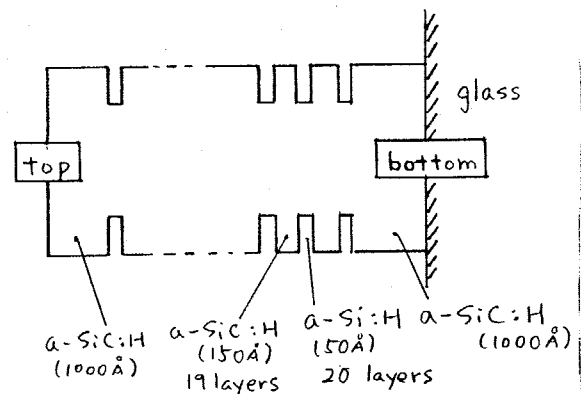 glass
top
bottom
a-SiC:H
(1000Å)
a-SiC:H
(150Å)
19 layers
a-Si:H
(50Å)
20 layers
a-SiC:H
(1000Å)